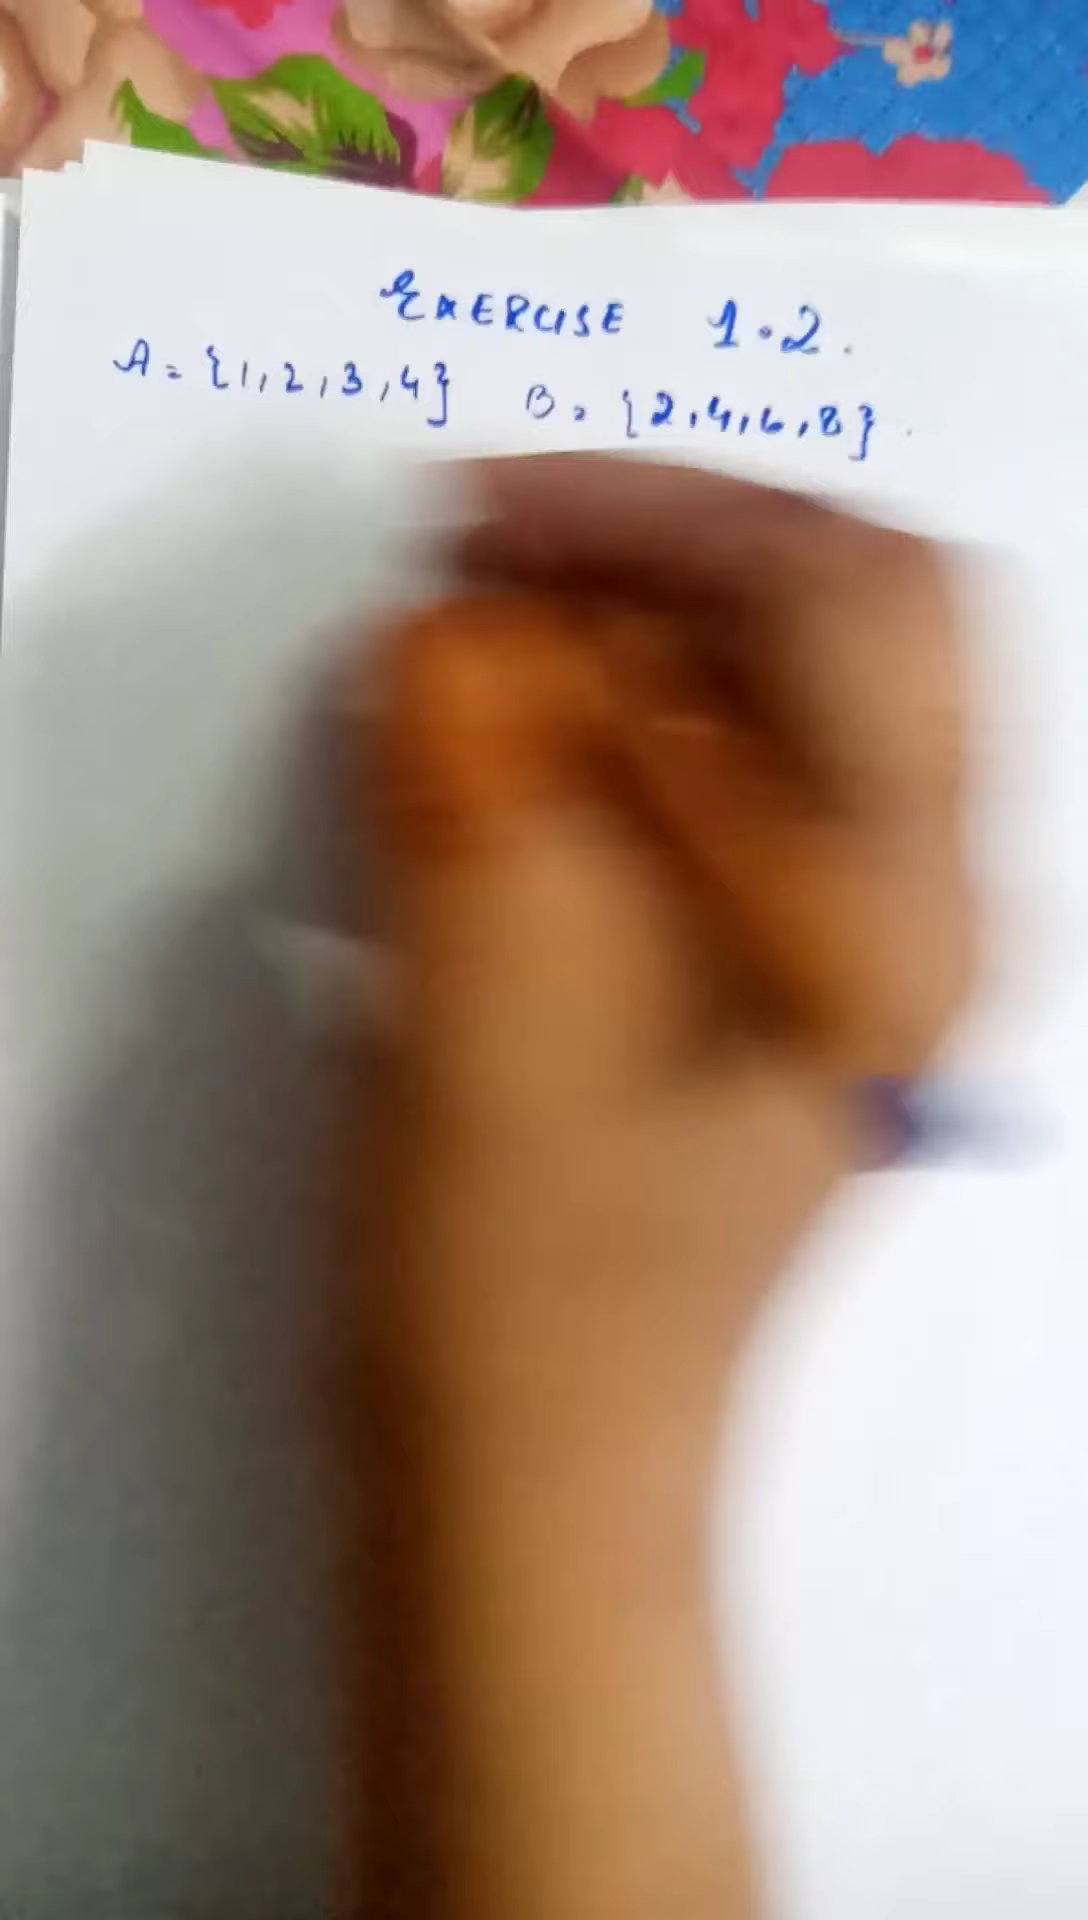 EXERCISE 1.2.
A = {1, 2, 3, 4} B = {2, 4, 6, 8}